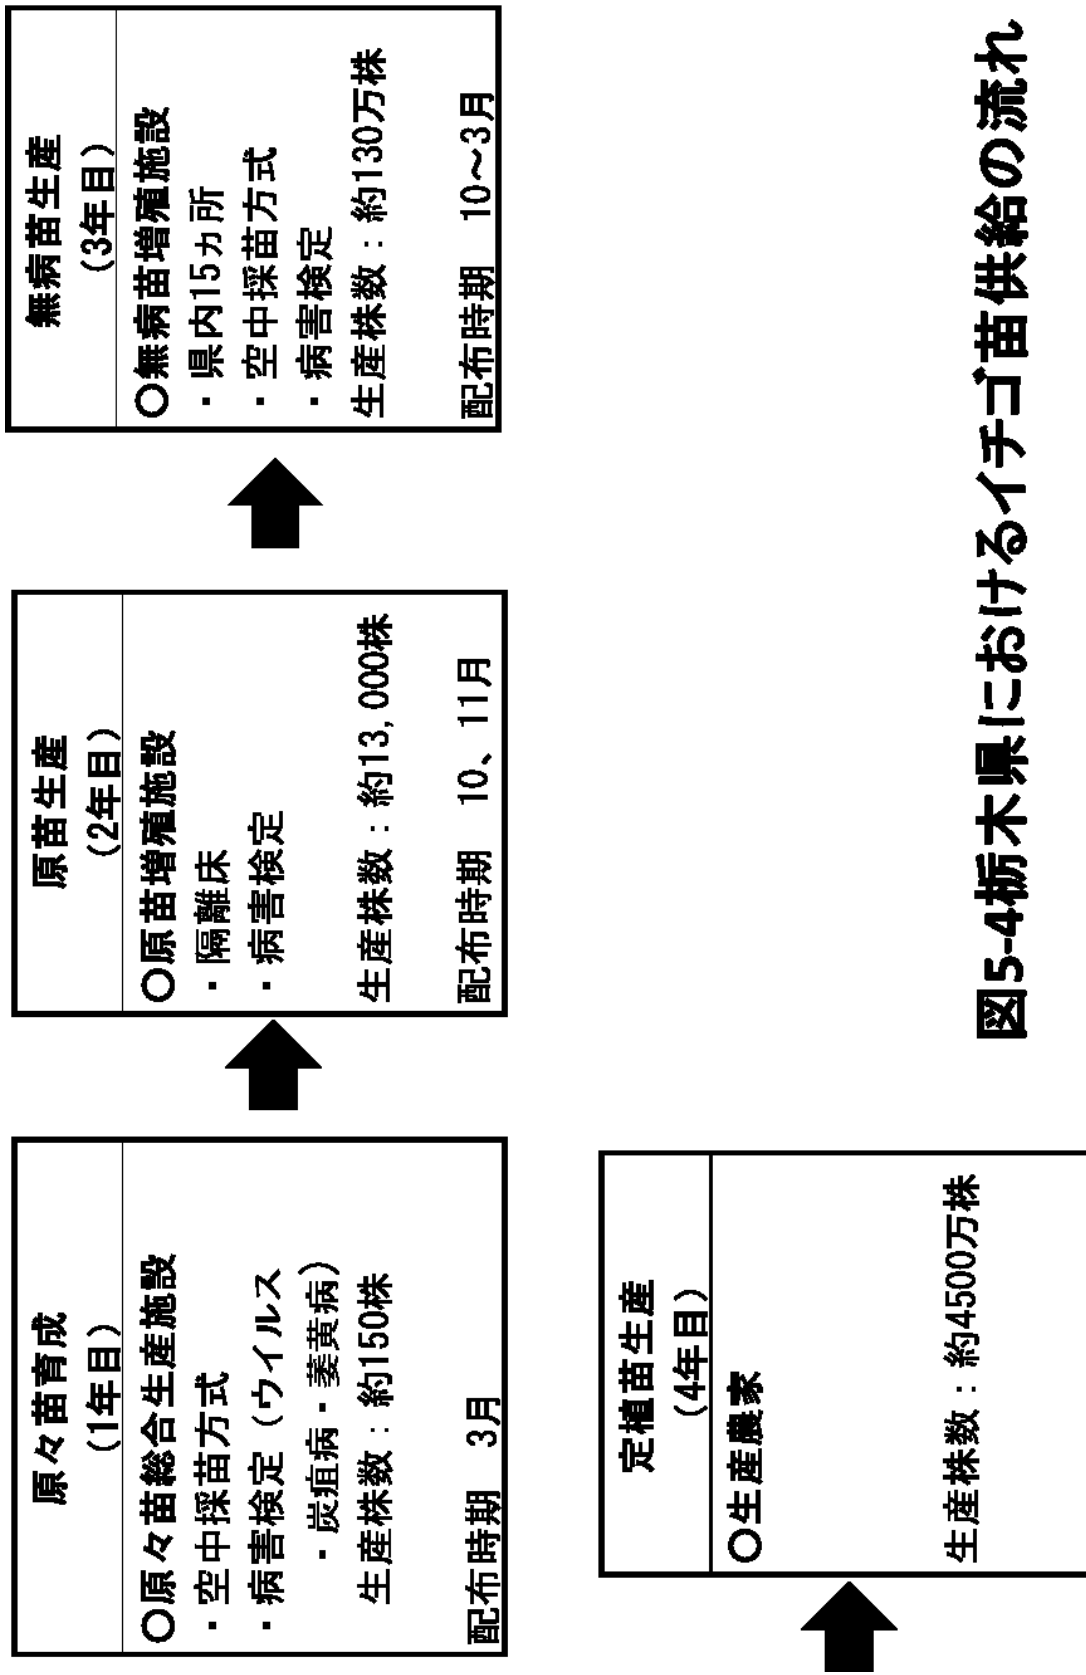 原々苗育成
（1年目）
〇原々苗総合生産施設
・空中採苗方式
・病害検定（ウイルス
・炭疽病・萎黄病）
生産株数：約150株
配布時期　3月
原苗生産
（2年目）
〇原苗増殖施設
・隔離床
・病害検定
生産株数：約13,000株
配布時期　10、11月
無病苗生産
（3年目）
〇無病苗増殖施設
・県内15ヵ所
・空中採苗方式
・病害検定
生産株数：約130万株
配布時期　10～3月
定植苗生産
（4年目）
〇生産農家
生産株数：約4500万株
図5-4栃木県におけるイチゴ苗供給の流れ